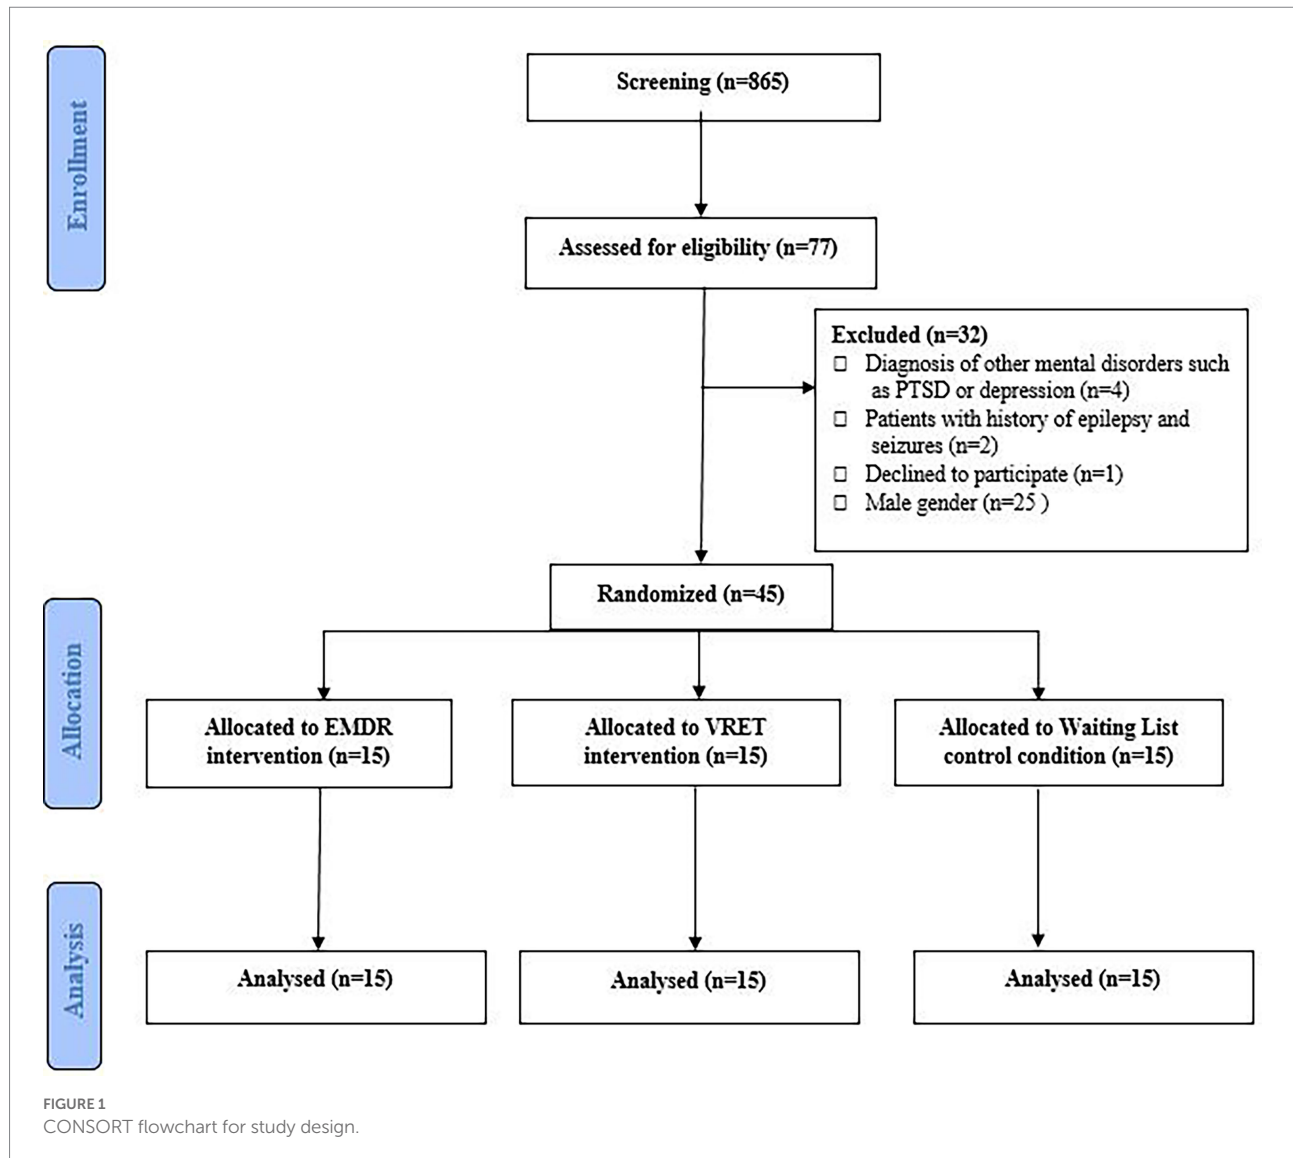 Enrollment
Screening (n=865)
Assessed for eligibility (n=77)
Excluded (n=32)
☐ Diagnosis of other mental disorders such
as PTSD or depression (n=4)
☐ Patients with history of epilepsy and
seizures (n=2)
☐ Declined to participate (n=1)
☐ Male gender (n=25 )
Randomized (n=45)
Allocation
Allocated to EMDR
intervention (n=15)
Allocated to VRET
intervention (n=15)
Allocated to Waiting List
control condition (n=15)
Analysis
Analysed (n=15)
Analysed (n=15)
Analysed (n=15)
FIGURE 1
CONSORT flowchart for study design.